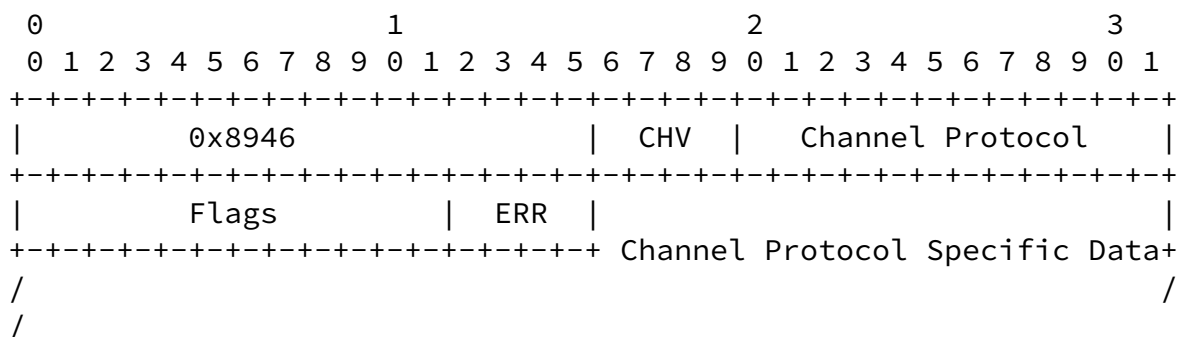 0                   1                   2                   3
 0 1 2 3 4 5 6 7 8 9 0 1 2 3 4 5 6 7 8 9 0 1 2 3 4 5 6 7 8 9 0 1
+-+-+-+-+-+-+-+-+-+-+-+-+-+-+-+-+-+-+-+-+-+-+-+-+-+-+-+-+-+-+-+-+
|         0x8946                |  CHV  |   Channel Protocol    |
+-+-+-+-+-+-+-+-+-+-+-+-+-+-+-+-+-+-+-+-+-+-+-+-+-+-+-+-+-+-+-+-+
|         Flags         |  ERR  |                               |
+-+-+-+-+-+-+-+-+-+-+-+-+-+-+-+-+ Channel Protocol Specific Data+
/                                                               /
/